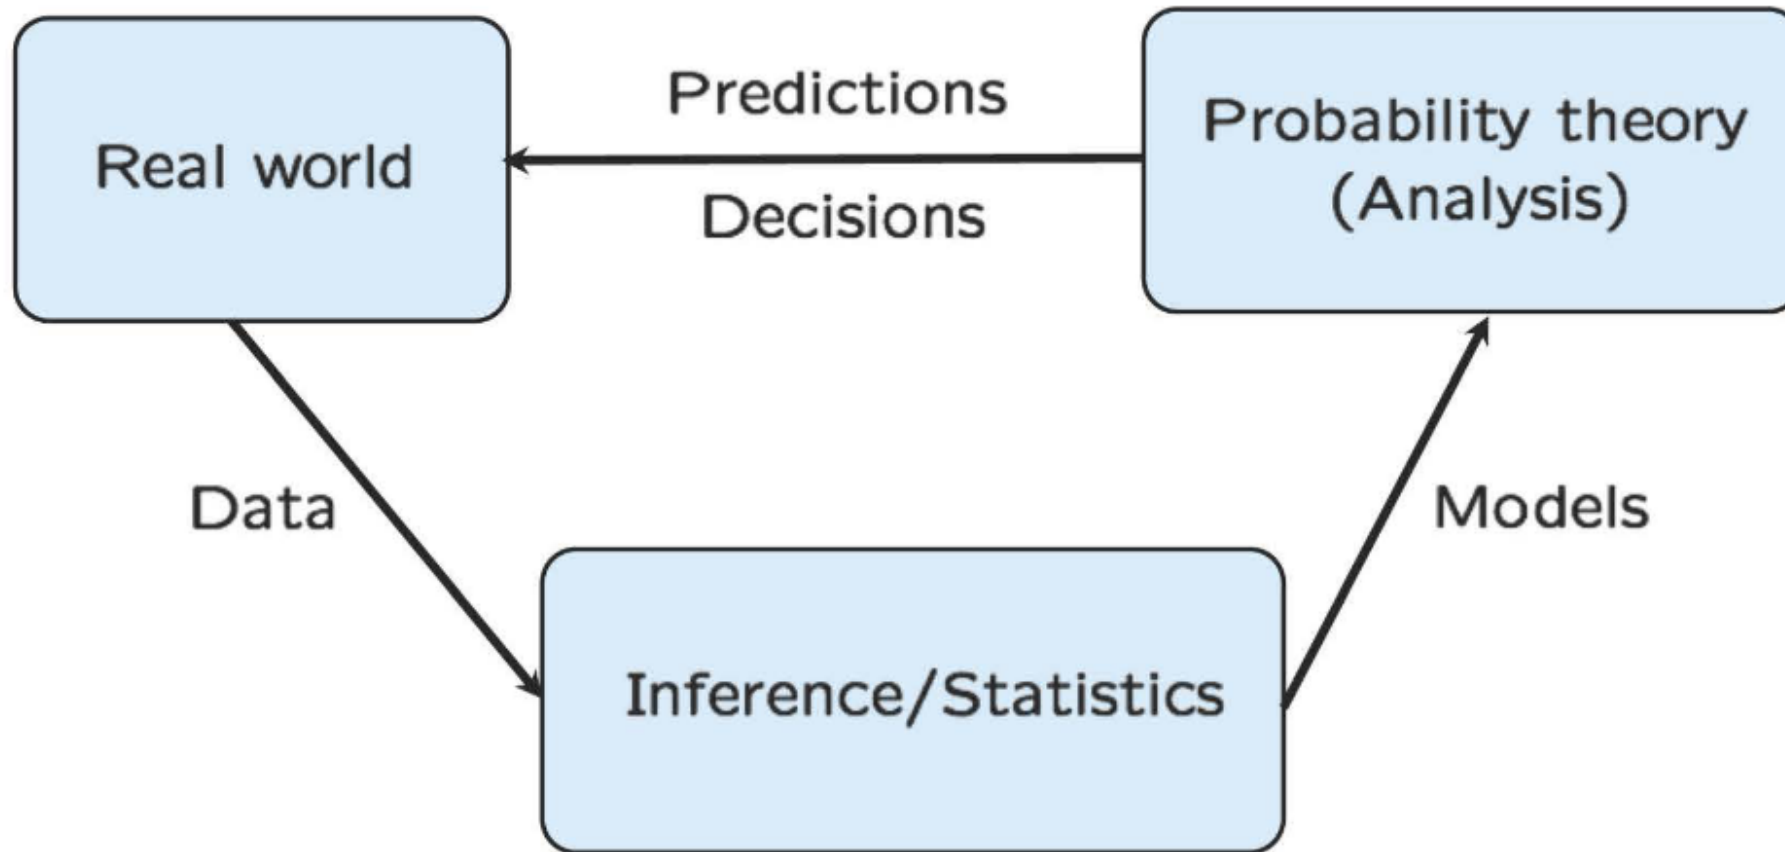 Real world
Predictions
Decisions
Probability theory
(Analysis)
Data
Models
Inference/Statistics